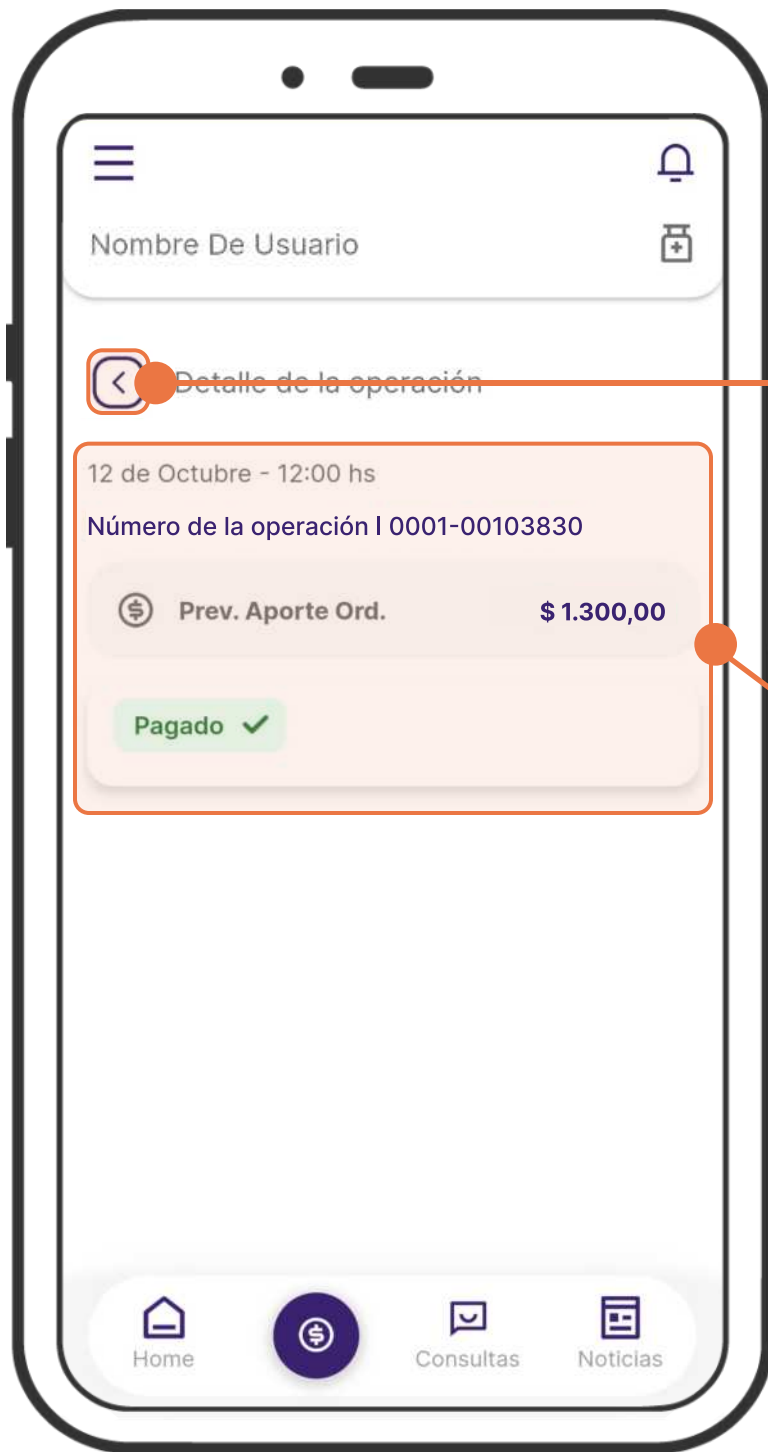 Nombre De Usuario
Detalle de la operación
12 de Octubre - 12:00 hs
Número de la operación | 0001-00103830
Prev. Aporte Ord. $ 1.300,00
Pagado
Home Consultas Noticias